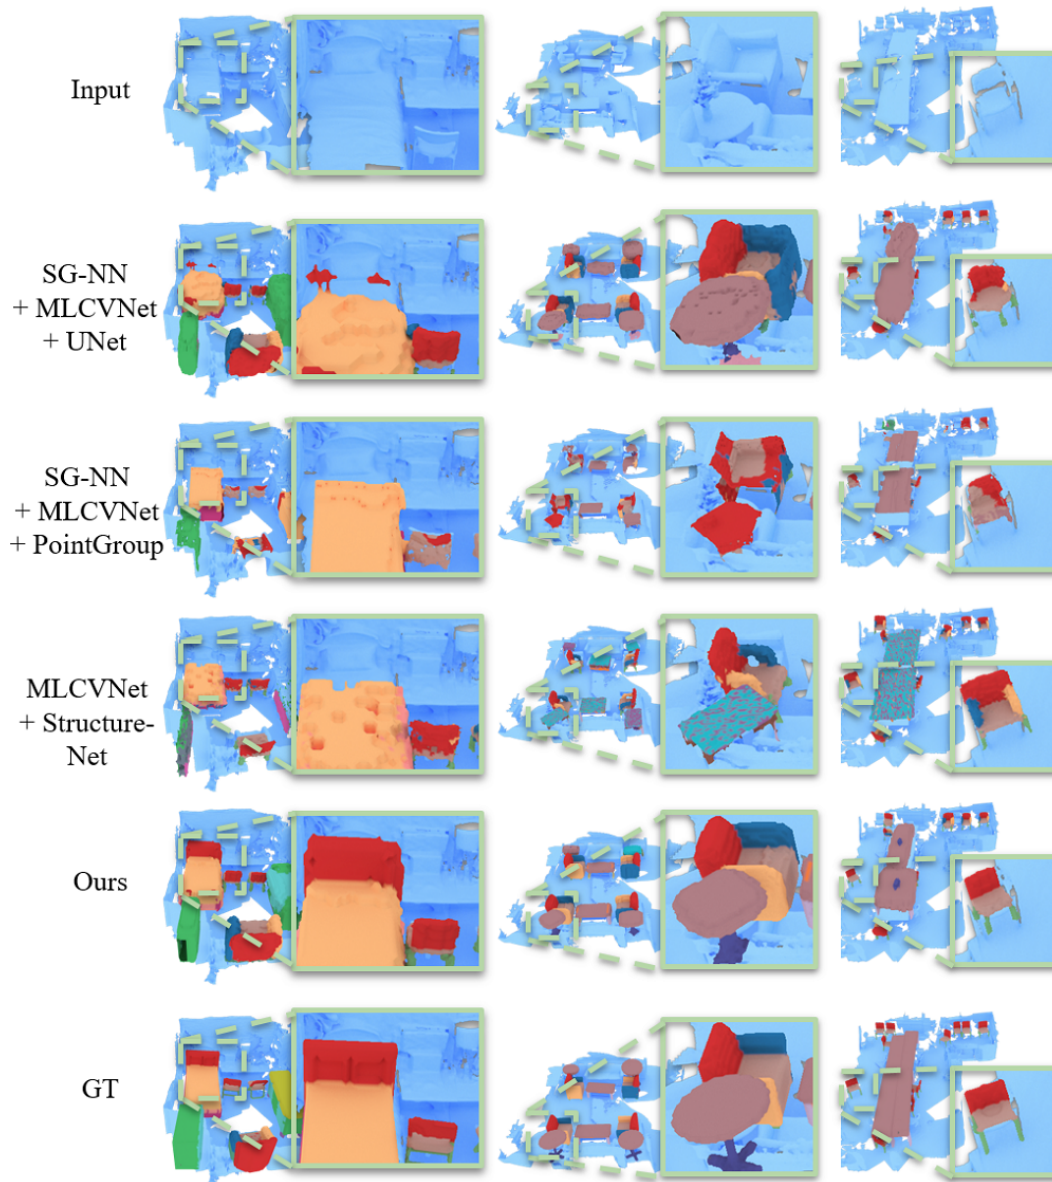 Input
SG-NN
+ MLCVNet
+ UNet
SG-NN
+ MLCVNet
+ PointGroup
MLCVNet
+ Structure-
Net
Ours
GT